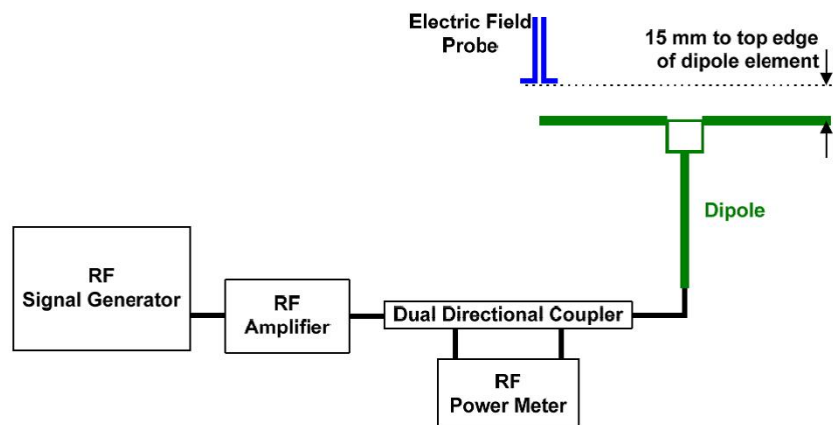 Electric Field
Probe
15 mm to top edge
of dipole element
Dipole
RF
Signal Generator
RF
Amplifier
Dual Directional Coupler
RF
Power Meter